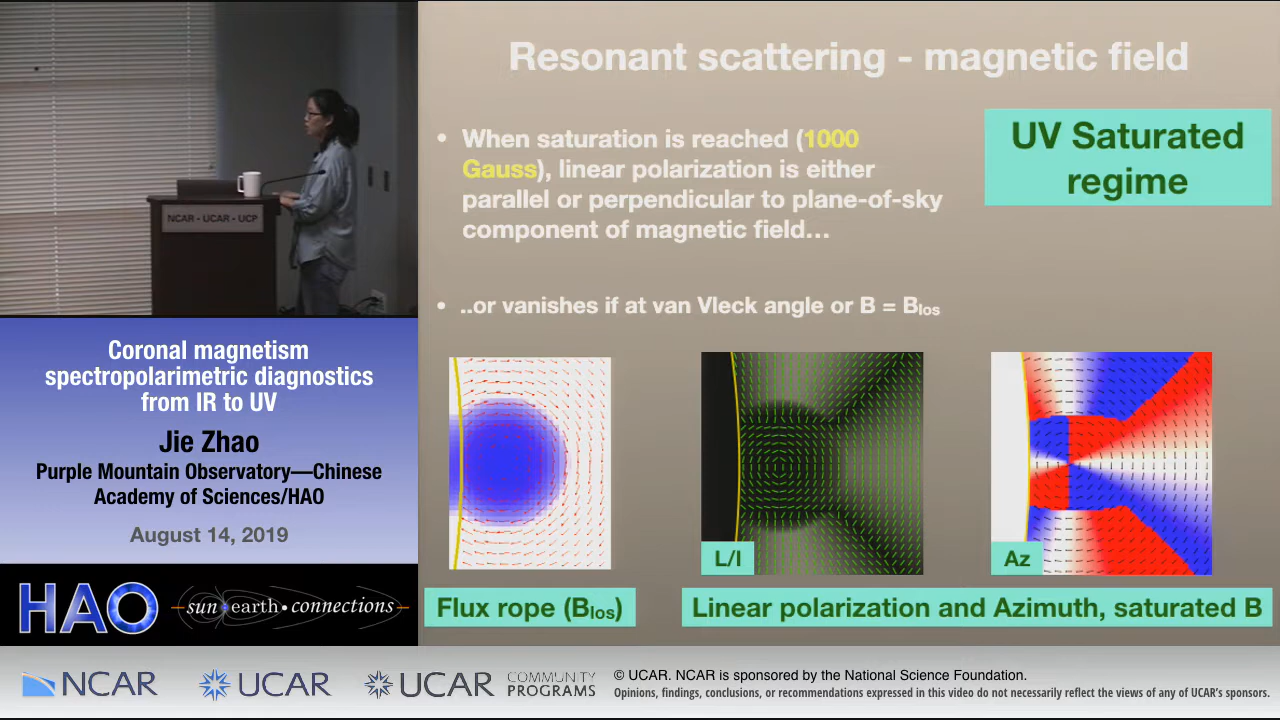 Resonant scattering - magnetic field
• When saturation is reached (1000
Gauss), linear polarization is either
parallel or perpendicular to plane-of-sky
component of magnetic field…
UV Saturated
regime
• ..or vanishes if at van Vleck angle or B = Blos
L/I
Az
Flux rope (Blos)
Linear polarization and Azimuth, saturated B
NCAR - UCAR - UCP
Coronal magnetism
spectropolarimetric diagnostics
from IR to UV
Jie Zhao
Purple Mountain Observatory—Chinese
Academy of Sciences/HAO
August 14, 2019
HAO
sun • earth • connections
NCAR
UCAR
UCAR
COMMUNITY
PROGRAMS
© UCAR. NCAR is sponsored by the National Science Foundation.
Opinions, findings, conclusions, or recommendations expressed in this video do not necessarily reflect the views of any of UCAR's sponsors.